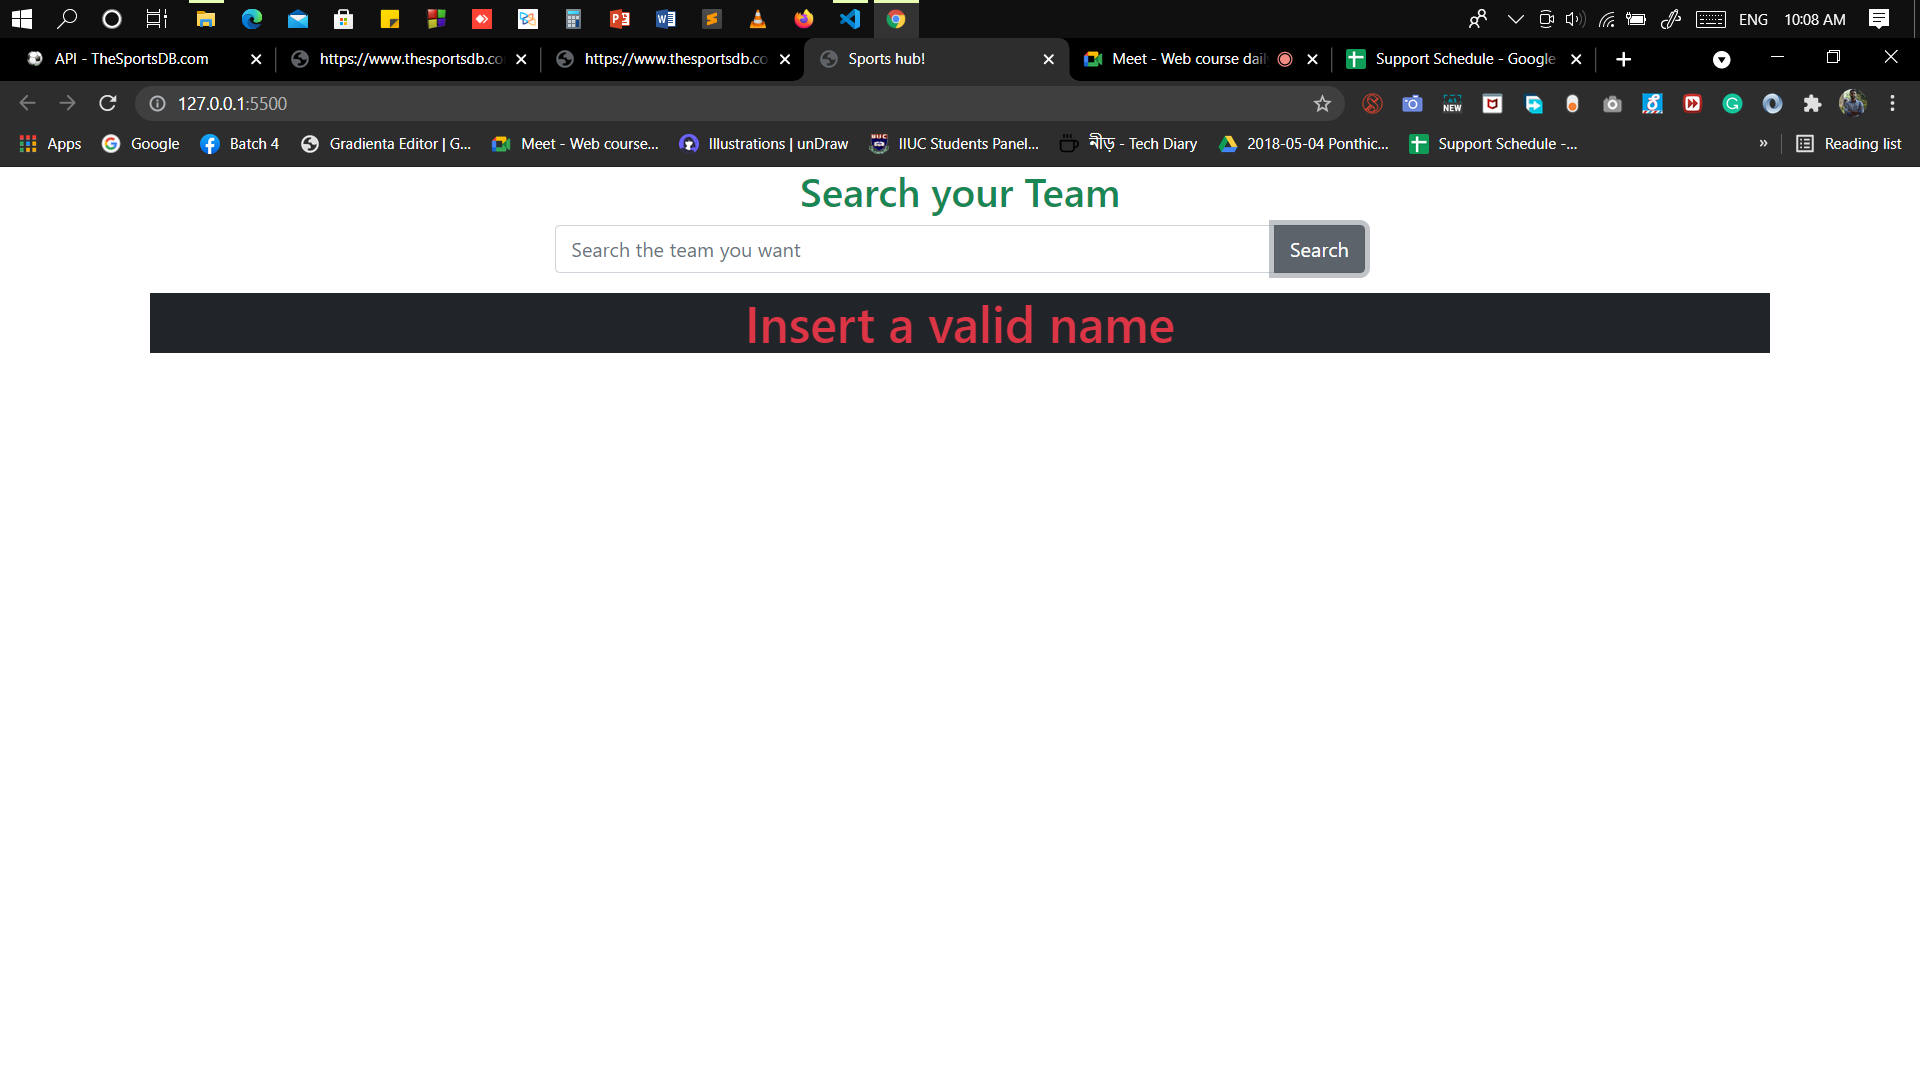 ENG 10:08 AM
API - TheSportsDB.com https://www.thesportsdb.co https://www.thesportsdb.co Sports hub! Meet - Web course dail Support Schedule - Google
127.0.0.1:5500 NEW
Apps Google Batch 4 Gradienta Editor | G... Meet - Web course... Illustrations | unDraw IIUC Students Panel... নীড় - Tech Diary 2018-05-04 Ponthic... Support Schedule -... » Reading list
Search your Team
Search the team you want Search
Insert a valid name